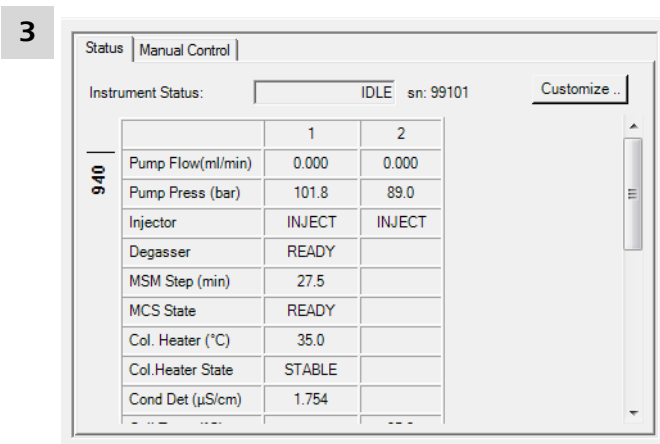 3
Status Manual Control
Instrument Status: IDLE sn: 99101 Customize ..
940
1 2
Pump Flow(ml/min) 0.000 0.000
Pump Press (bar) 101.8 89.0
Injector INJECT INJECT
Degasser READY
MSM Step (min) 27.5
MCS State READY
Col. Heater (°C) 35.0
Col.Heater State STABLE
Cond Det (µS/cm) 1.754